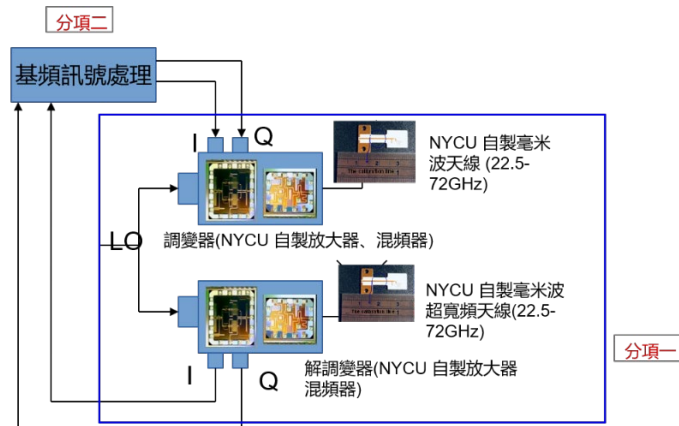 分項二
基頻訊號處理
I
Q
NYCU 自製毫米
波天線 (22.5-
72GHz)
LO
調變器(NYCU 自製放大器、混頻器)
NYCU 自製毫米波
超寬頻天線(22.5-
72GHz)
分項一
I
Q
解調變器(NYCU 自製放大器
混頻器)